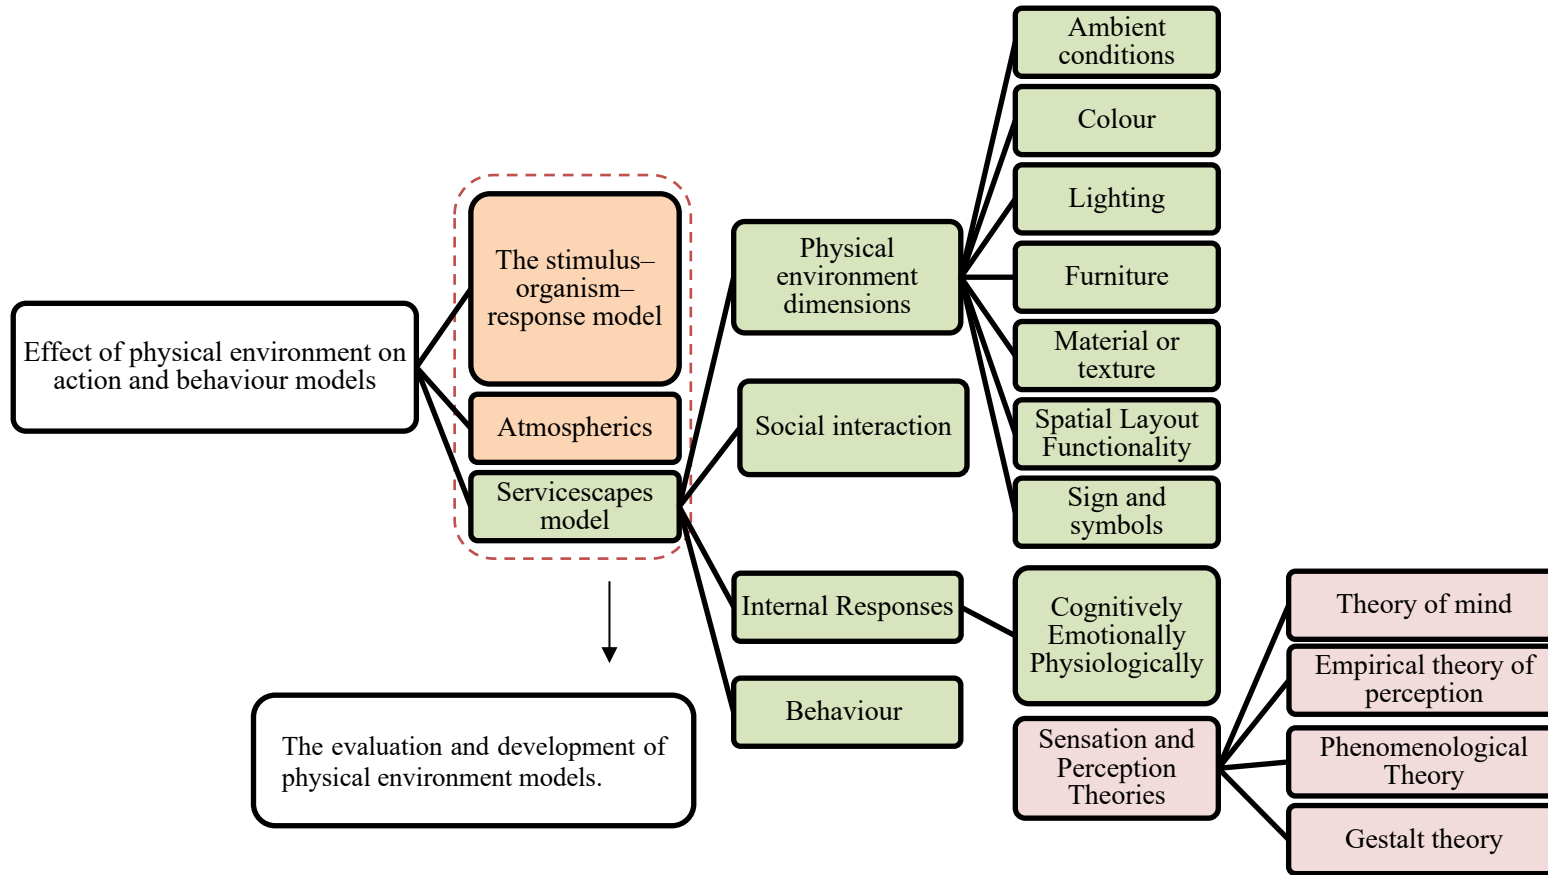 Effect of physical environment on
action and behaviour models
The stimulus–
organism–
response model
Atmospherics
Servicescapes
model
The evaluation and development of
physical environment models.
Physical
environment
dimensions
Social interaction
Internal Responses
Behaviour
Ambient
conditions
Colour
Lighting
Furniture
Material or
texture
Spatial Layout
Functionality
Sign and
symbols
Cognitively
Emotionally
Physiologically
Sensation and
Perception
Theories
Theory of mind
Empirical theory of
perception
Phenomenological
Theory
Gestalt theory